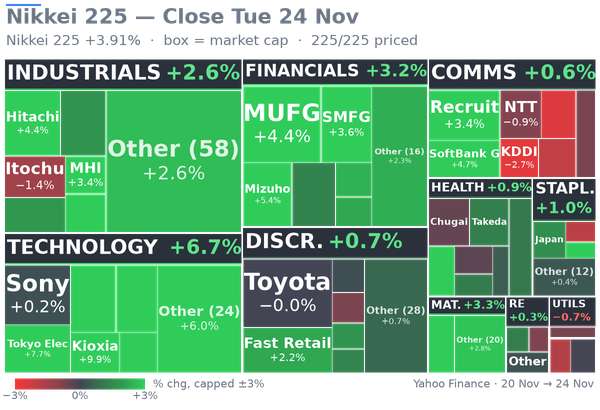 Nikkei 225 — Close Tue 24 Nov
Nikkei 225 +3.91% · box = market cap · 225/225 priced
INDUSTRIALS +2.6%
Hitachi
+4.4%
Itochu
−1.4%
MHI
+3.4%
Other (58)
+2.6%
FINANCIALS +3.2%
MUFG
+4.4%
SMFG
+3.6%
Mizuho
+5.4%
Other (16)
+2.3%
COMMS +0.6%
Recruit
+3.4%
NTT
−0.9%
SoftBank G
+4.7%
KDDI
−2.7%
HEALTH +0.9%
Chugai
Takeda
STAPL.
+1.0%
Japan
Other (12)
+0.4%
TECHNOLOGY +6.7%
Sony
+0.2%
Tokyo Elec
+7.7%
Kioxia
+9.9%
Other (24)
+6.0%
DISCR. +0.7%
Toyota
−0.0%
Fast Retail
+2.2%
Other (28)
+0.7%
MAT. +3.3%
Other (20)
+2.8%
RE
+0.3%
Other
UTILS
−0.7%
% chg, capped ±3%
−3% 0% +3%
Yahoo Finance · 20 Nov → 24 Nov